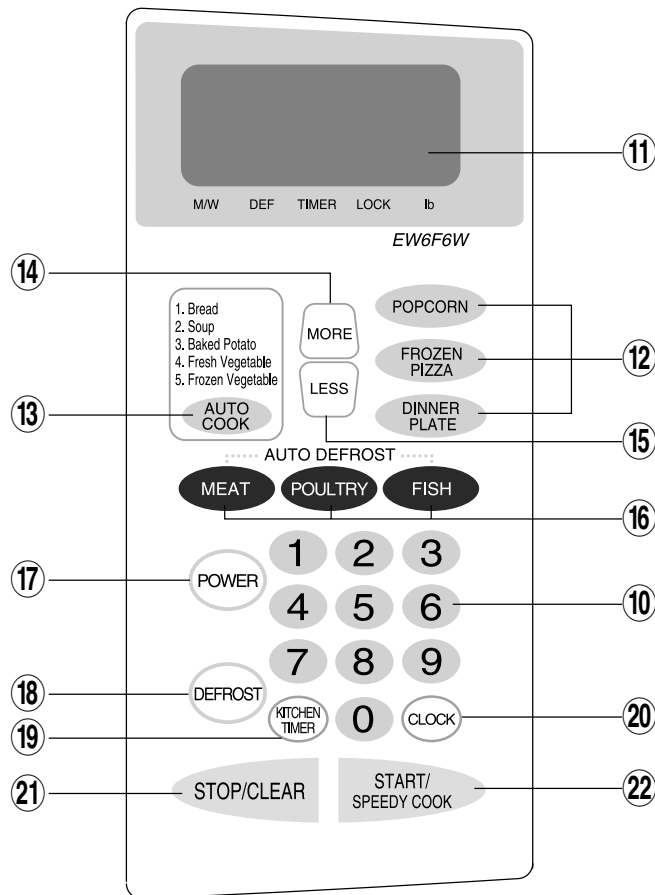 ⑪
M/W DEF TIMER LOCK lb
EW6F6W
⑭
1. Bread
2. Soup
3. Baked Potato
4. Fresh Vegetable
5. Frozen Vegetable
AUTO
COOK
⑬
MORE
LESS
⑮
POPCORN
FROZEN
PIZZA
DINNER
PLATE
⑫
AUTO DEFROST
MEAT POULTRY FISH
⑯
⑰
POWER
1 2 3
4 5 6
⑩
7 8 9
⑱
DEFROST
⑲
KITCHEN
TIMER
0
CLOCK
⑳
㉑
STOP/CLEAR
START/
SPEEDY COOK
㉒